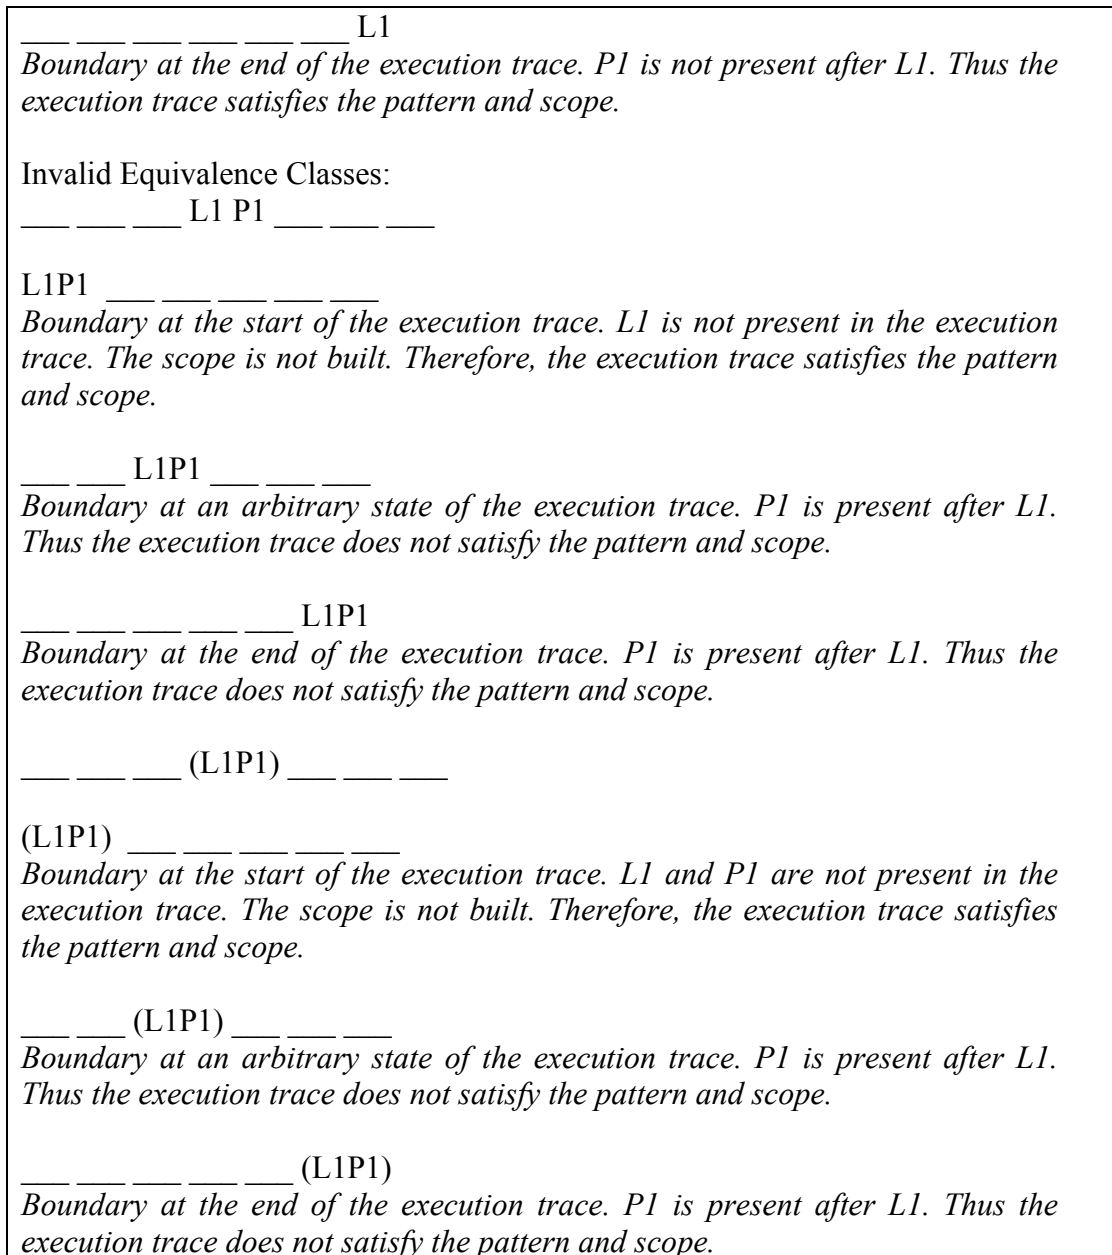 ___ ___ ___ ___ ___ ___ L1
Boundary at the end of the execution trace. P1 is not present after L1. Thus the
execution trace satisfies the pattern and scope.
Invalid Equivalence Classes:
___ ___ ___ L1 P1 ___ ___ ___
L1P1 ___ ___ ___ ___ ___
Boundary at the start of the execution trace. L1 is not present in the execution
trace. The scope is not built. Therefore, the execution trace satisfies the pattern
and scope.
___ ___ L1P1 ___ ___ ___
Boundary at an arbitrary state of the execution trace. P1 is present after L1.
Thus the execution trace does not satisfy the pattern and scope.
___ ___ ___ ___ ___ L1P1
Boundary at the end of the execution trace. P1 is present after L1. Thus the
execution trace does not satisfy the pattern and scope.
___ ___ ___ (L1P1) ___ ___ ___
(L1P1) ___ ___ ___ ___ ___
Boundary at the start of the execution trace. L1 and P1 are not present in the
execution trace. The scope is not built. Therefore, the execution trace satisfies
the pattern and scope.
___ ___ (L1P1) ___ ___ ___
Boundary at an arbitrary state of the execution trace. P1 is present after L1.
Thus the execution trace does not satisfy the pattern and scope.
___ ___ ___ ___ ___ (L1P1)
Boundary at the end of the execution trace. P1 is present after L1. Thus the
execution trace does not satisfy the pattern and scope.